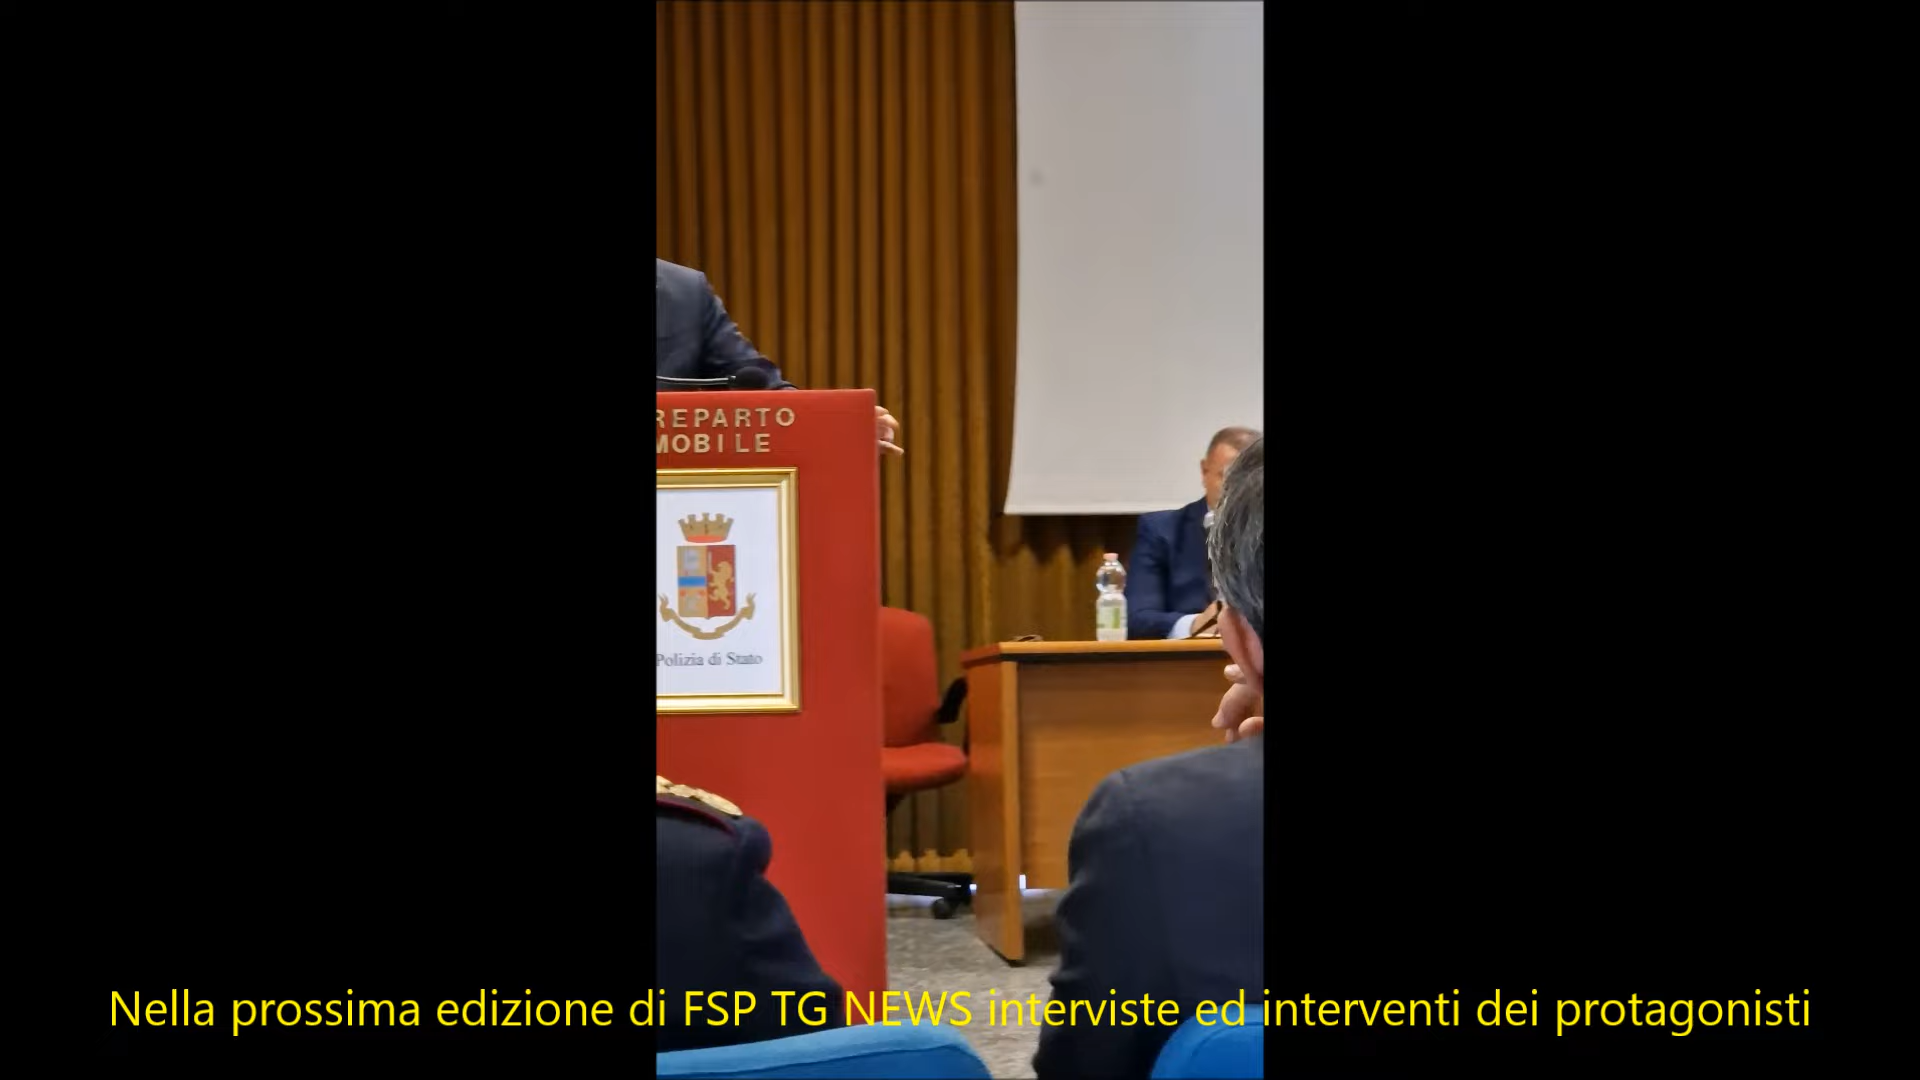 REPARTO
MOBILE
Polizia di Stato
Nella prossima edizione di FSP TG NEWS interviste ed interventi dei protagonisti